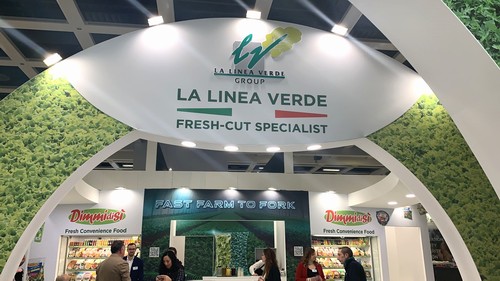 LA LINEA VERDE
GROUP
LA LINEA VERDE
FRESH-CUT SPECIALIST
FAST FARM TO FORK
DimmidiSì
Fresh Convenience Food
DimmidiSì
Fresh Convenience Food